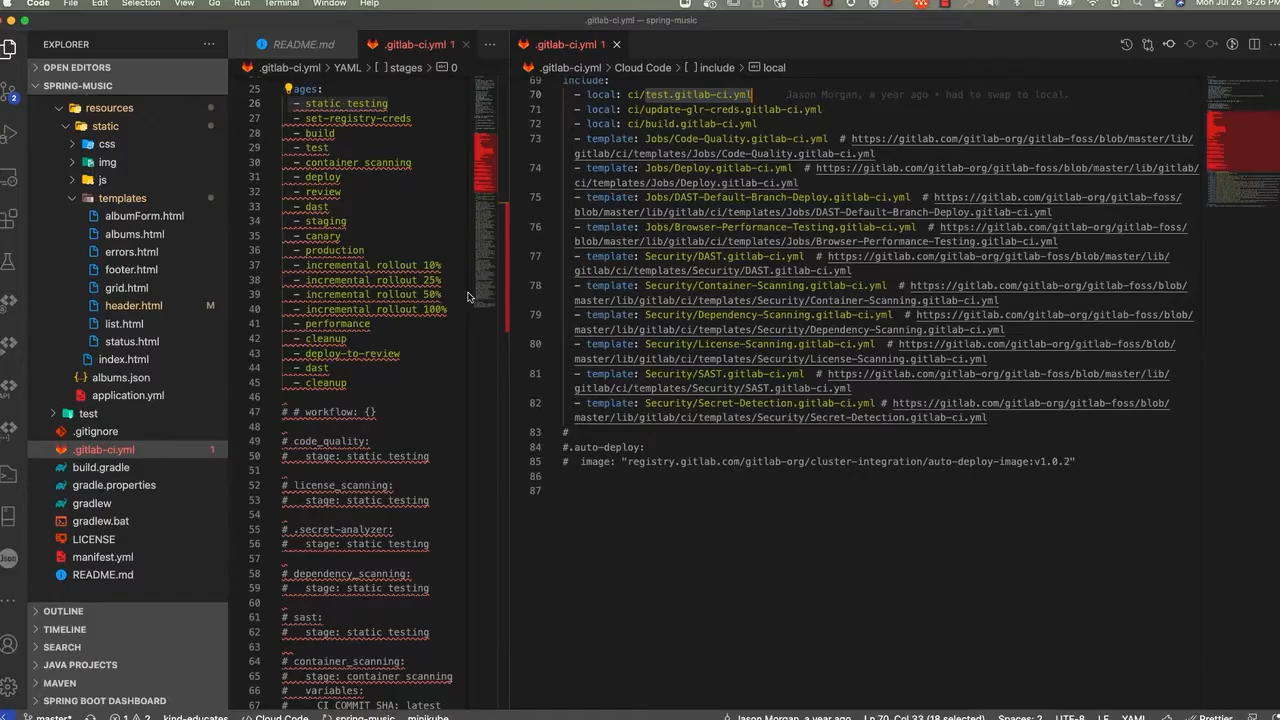 Code File Edit Selection View Go Run Terminal Window Help
Mon Jul 26 9:26 PM
.gitlab-ci.yml — spring-music
EXPLORER
OPEN EDITORS
SPRING-MUSIC
resources
static
css
img
js
templates
albumForm.html
albums.html
errors.html
footer.html
grid.html
header.html M
list.html
status.html
index.html
albums.json
application.yml
test
.gitignore
.gitlab-ci.yml 1
build.gradle
gradle.properties
gradlew
gradlew.bat
LICENSE
manifest.yml
README.md
OUTLINE
TIMELINE
SEARCH
JAVA PROJECTS
MAVEN
SPRING BOOT DASHBOARD
2
API
Json
README.md
.gitlab-ci.yml 1
.gitlab-ci.yml > YAML > [ ] stages > 0
25 ages:
26 - static testing
27 - set-registry-creds
28 - build
29 - test
30 - container scanning
31 - deploy
32 - review
33 - dast
34 - staging
35 - canary
36 - production
37 - incremental rollout 10%
38 - incremental rollout 25%
39 - incremental rollout 50%
40 - incremental rollout 100%
41 - performance
42 - cleanup
43 - deploy-to-review
44 - dast
45 - cleanup
46
47 # # workflow: {}
48
49 # code_quality:
50 #   stage: static testing
51
52 # license_scanning:
53 #   stage: static testing
54
55 # .secret-analyzer:
56 #   stage: static testing
57
58 # dependency_scanning:
59 #   stage: static testing
60
61 # sast:
62 #   stage: static testing
63
64 # container_scanning:
65 #   stage: container scanning
66 #   variables:
67 #     CI_COMMIT_SHA: latest
.gitlab-ci.yml 1
.gitlab-ci.yml > Cloud Code > [ ] include > local
69 include:
70 - local: ci/test.gitlab-ci.yml Jason Morgan, a year ago • had to swap to local.
71 - local: ci/update-glr-creds.gitlab-ci.yml
72 - local: ci/build.gitlab-ci.yml
73 - template: Jobs/Code-Quality.gitlab-ci.yml # https://gitlab.com/gitlab-org/gitlab-foss/blob/master/lib/
gitlab/ci/templates/Jobs/Code-Quality.gitlab-ci.yml
74 - template: Jobs/Deploy.gitlab-ci.yml # https://gitlab.com/gitlab-org/gitlab-foss/blob/master/lib/gitlab/
ci/templates/Jobs/Deploy.gitlab-ci.yml
75 - template: Jobs/DAST-Default-Branch-Deploy.gitlab-ci.yml # https://gitlab.com/gitlab-org/gitlab-foss/
blob/master/lib/gitlab/ci/templates/Jobs/DAST-Default-Branch-Deploy.gitlab-ci.yml
76 - template: Jobs/Browser-Performance-Testing.gitlab-ci.yml # https://gitlab.com/gitlab-org/gitlab-foss/
blob/master/lib/gitlab/ci/templates/Jobs/Browser-Performance-Testing.gitlab-ci.yml
77 - template: Security/DAST.gitlab-ci.yml # https://gitlab.com/gitlab-org/gitlab-foss/blob/master/lib/
gitlab/ci/templates/Security/DAST.gitlab-ci.yml
78 - template: Security/Container-Scanning.gitlab-ci.yml # https://gitlab.com/gitlab-org/gitlab-foss/blob/
master/lib/gitlab/ci/templates/Security/Container-Scanning.gitlab-ci.yml
79 - template: Security/Dependency-Scanning.gitlab-ci.yml # https://gitlab.com/gitlab-org/gitlab-foss/blob/
master/lib/gitlab/ci/templates/Security/Dependency-Scanning.gitlab-ci.yml
80 - template: Security/License-Scanning.gitlab-ci.yml # https://gitlab.com/gitlab-org/gitlab-foss/blob/
master/lib/gitlab/ci/templates/Security/License-Scanning.gitlab-ci.yml
81 - template: Security/SAST.gitlab-ci.yml # https://gitlab.com/gitlab-org/gitlab-foss/blob/master/lib/
gitlab/ci/templates/Security/SAST.gitlab-ci.yml
82 - template: Security/Secret-Detection.gitlab-ci.yml # https://gitlab.com/gitlab-org/gitlab-foss/blob/
master/lib/gitlab/ci/templates/Security/Secret-Detection.gitlab-ci.yml
83 #
84 #.auto-deploy:
85 #  image: "registry.gitlab.com/gitlab-org/cluster-integration/auto-deploy-image:v1.0.2"
86
87
master* 1 2 kind-educates Cloud Code spring-music minikube Jason Morgan, a year ago Ln 70, Col 33 (18 selected) Spaces: 2 UTF-8 LF YAML Prettier